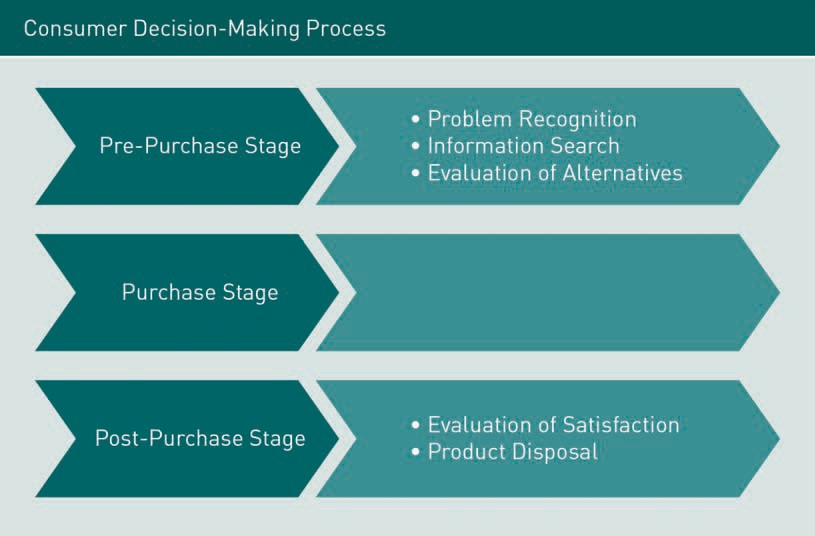 Consumer Decision-Making Process
Pre-Purchase Stage
• Problem Recognition
• Information Search
• Evaluation of Alternatives
Purchase Stage
Post-Purchase Stage
• Evaluation of Satisfaction
• Product Disposal